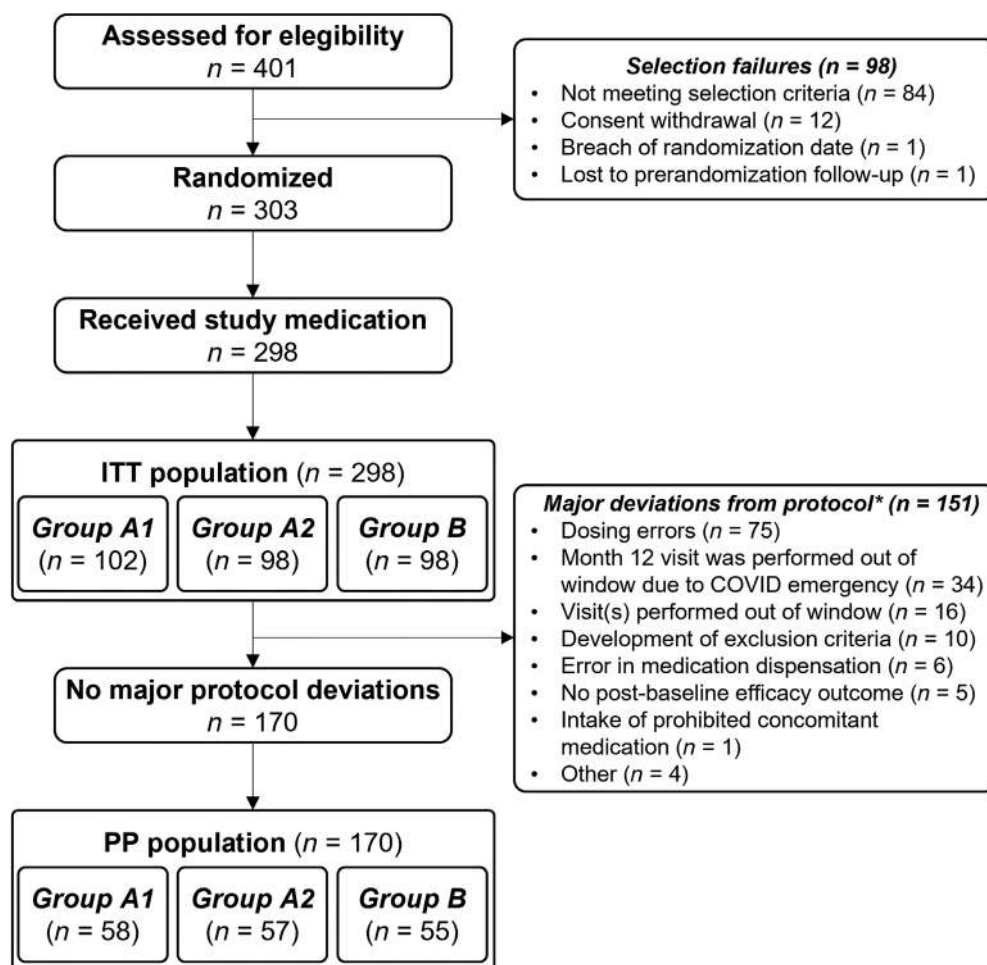 Assessed for elegibility
n = 401
Selection failures (n = 98)
• Not meeting selection criteria (n = 84)
• Consent withdrawal (n = 12)
• Breach of randomization date (n = 1)
• Lost to prerandomization follow-up (n = 1)
Randomized
n = 303
Received study medication
n = 298
ITT population (n = 298)
Group A1
(n = 102)
Group A2
(n = 98)
Group B
(n = 98)
Major deviations from protocol* (n = 151)
• Dosing errors (n = 75)
• Month 12 visit was performed out of
window due to COVID emergency (n = 34)
• Visit(s) performed out of window (n = 16)
• Development of exclusion criteria (n = 10)
• Error in medication dispensation (n = 6)
• No post-baseline efficacy outcome (n = 5)
• Intake of prohibited concomitant
medication (n = 1)
• Other (n = 4)
No major protocol deviations
n = 170
PP population (n = 170)
Group A1
(n = 58)
Group A2
(n = 57)
Group B
(n = 55)